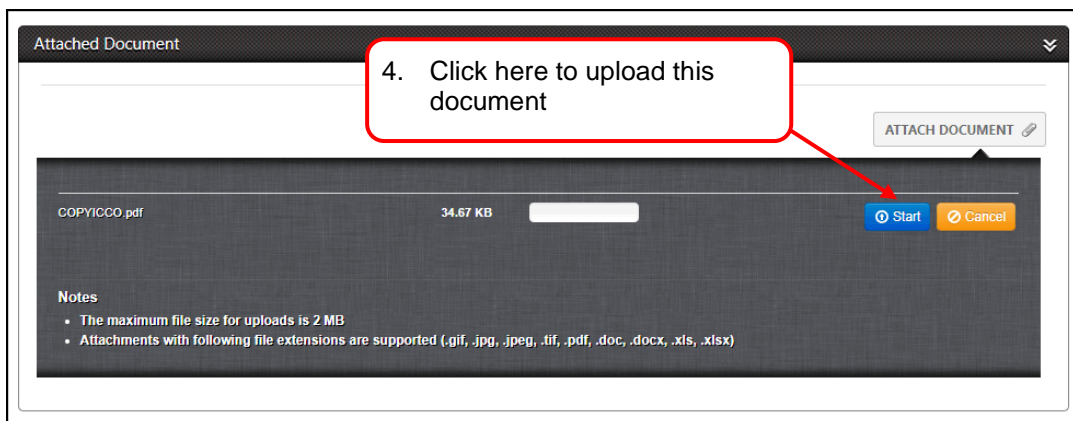 Attached Document
4. Click here to upload this
document
ATTACH DOCUMENT
COPYICCO.pdf 34.67 KB Start Cancel
Notes
• The maximum file size for uploads is 2 MB
• Attachments with following file extensions are supported (.gif, .jpg, .jpeg, .tif, .pdf, .doc, .docx, .xls, .xlsx)